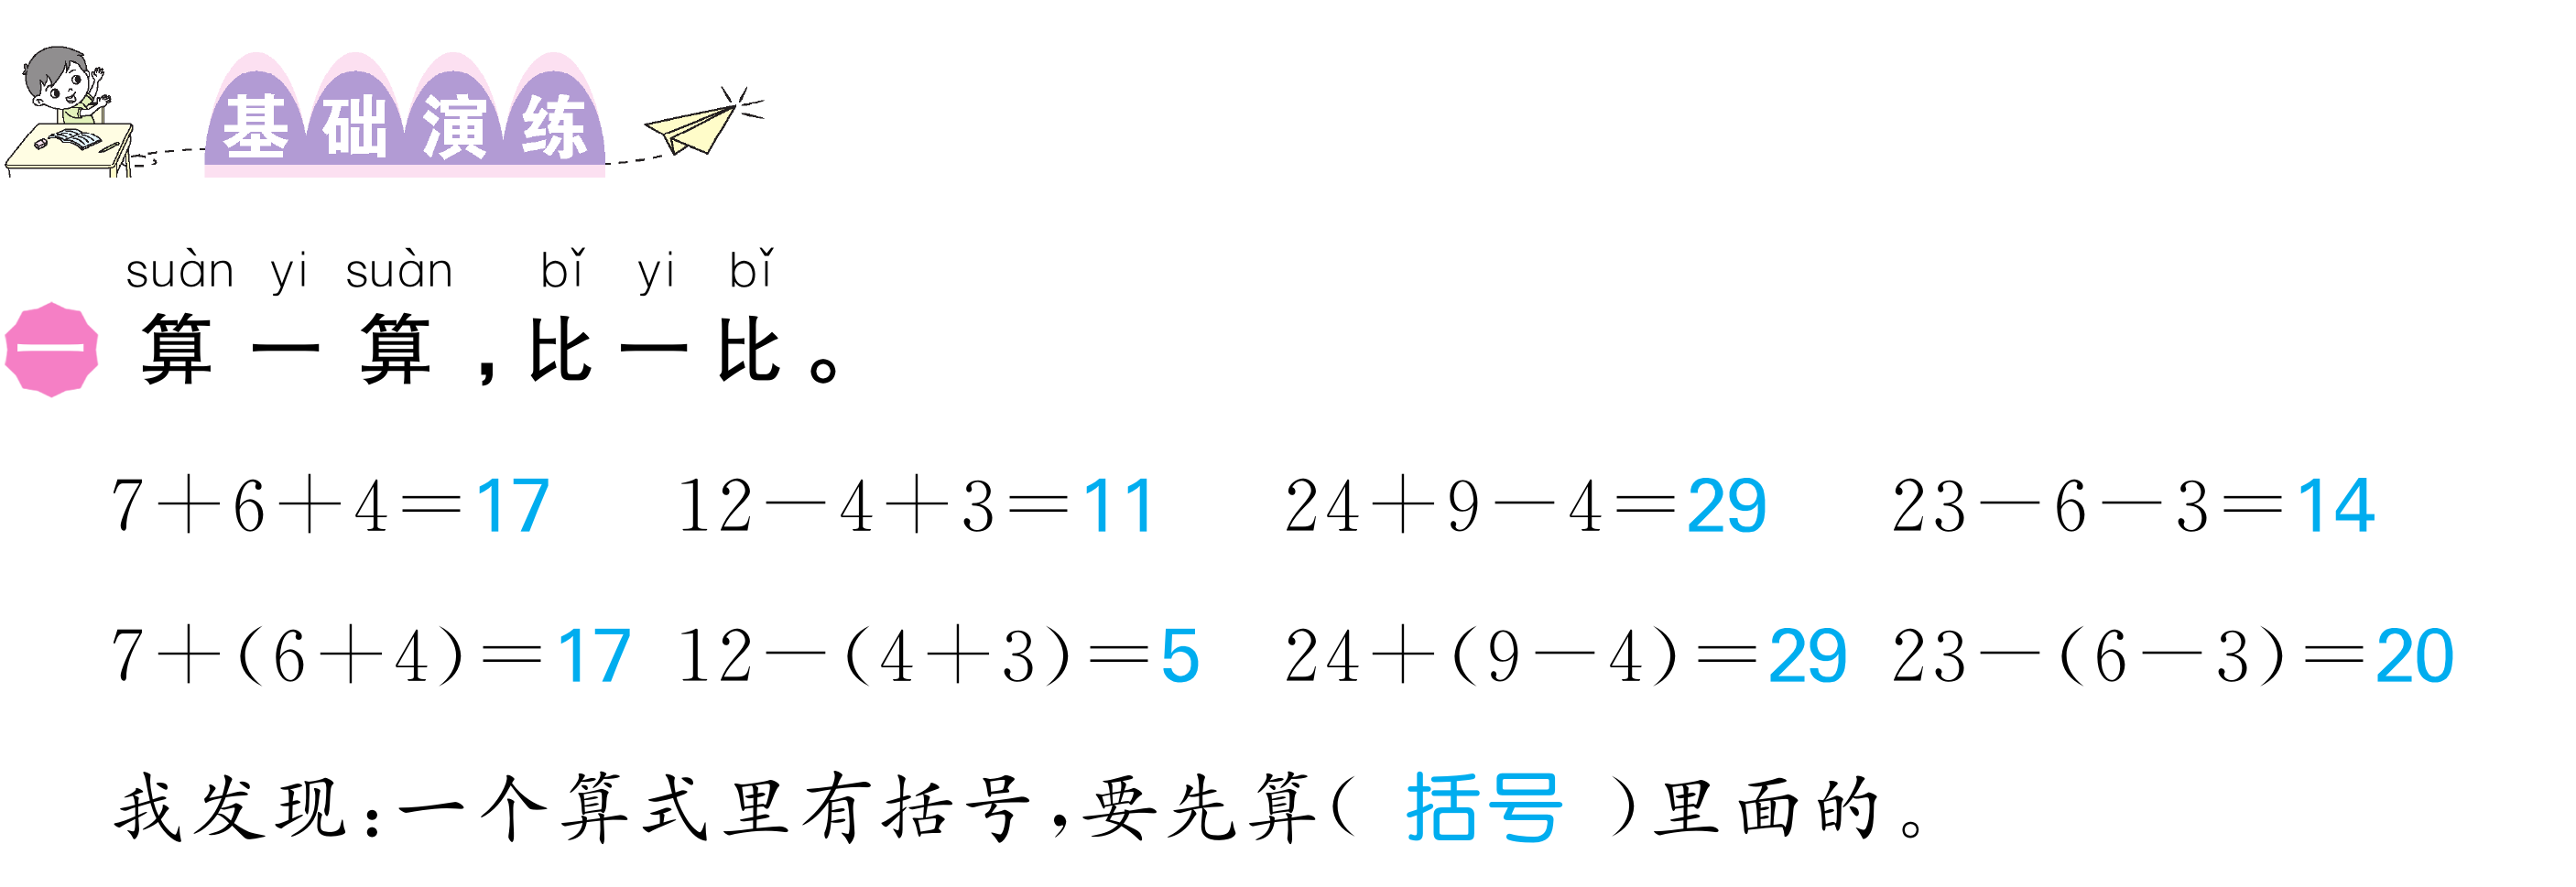 基础演练
suàn yi suàn bǐ yi bǐ
一 算一算,比一比。
7+6+4=17 12-4+3=11 24+9-4=29 23-6-3=14
7+(6+4)=17 12-(4+3)=5 24+(9-4)=29 23-(6-3)=20
我发现:一个算式里有括号,要先算( 括号 )里面的。